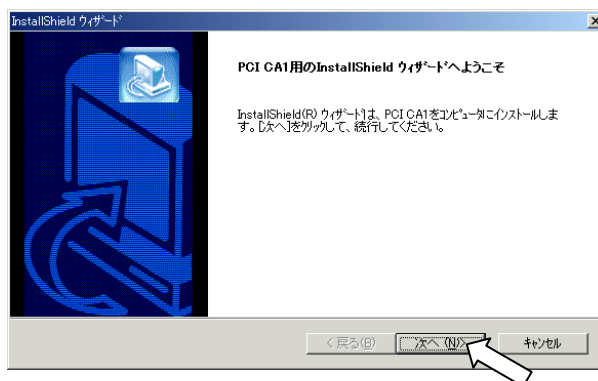 InstallShield ウィザード
PCI CA1用のInstallShield ウィザードへようこそ
InstallShield(R) ウィザードは、PCI CA1をコンピュータにインストールしま
す。[次へ]をクリックして、続行してください。
< 戻る(B)
次へ (N)>
キャンセル